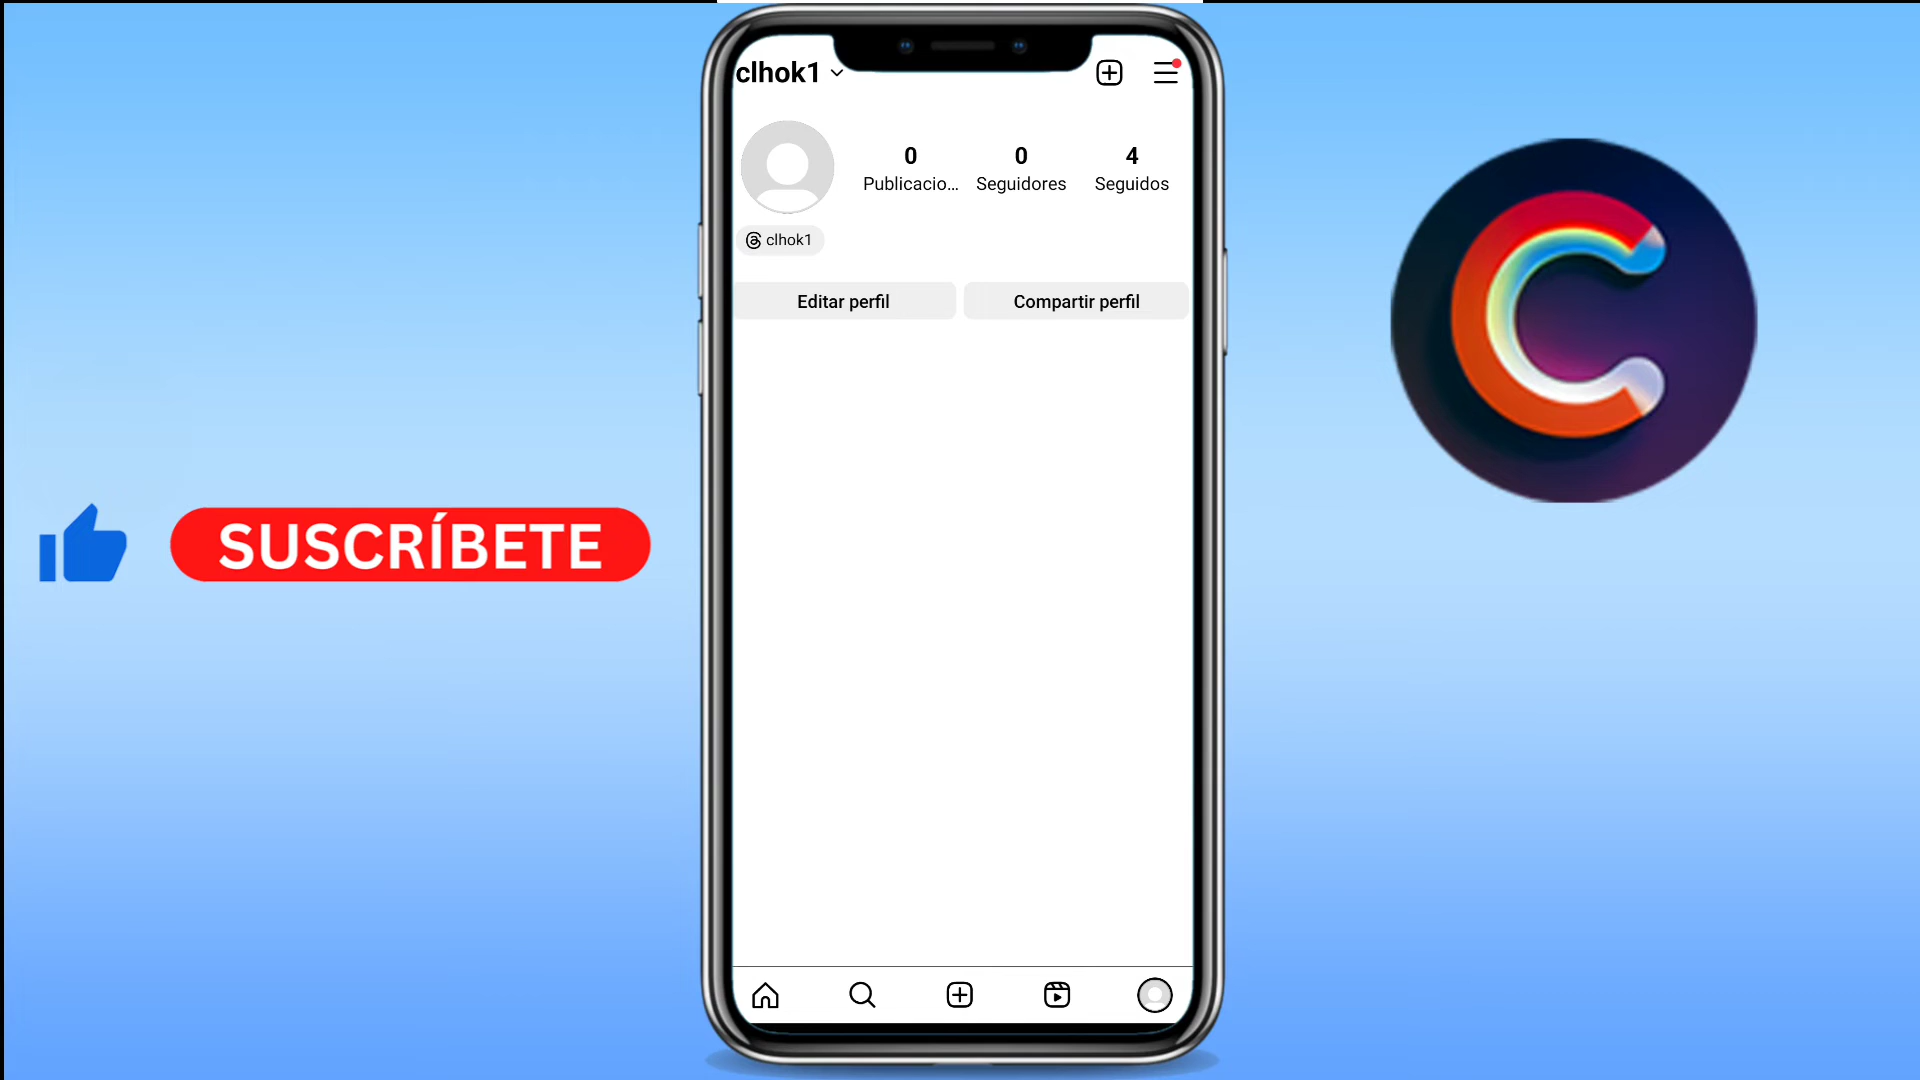 clhok1
0 0 4
Publicacio... Seguidores Seguidos
clhok1
Editar perfil Compartir perfil
SUSCRÍBETE
C